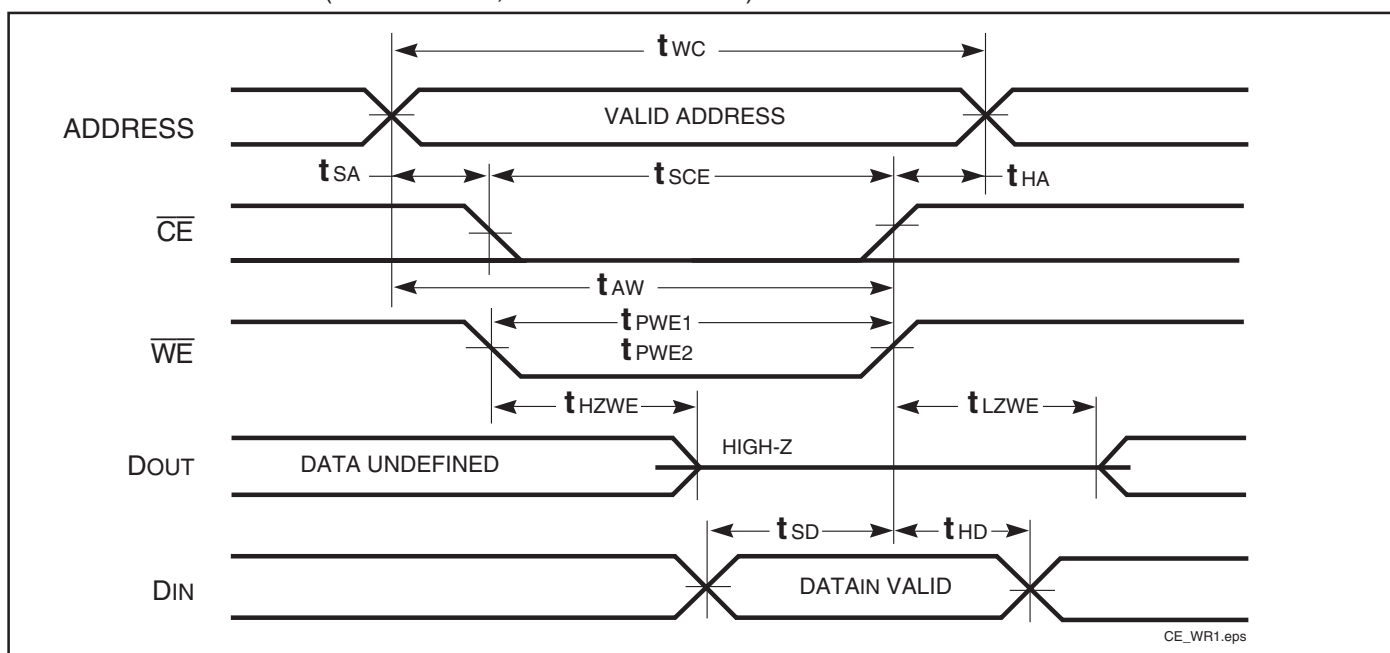 tWC
ADDRESS VALID ADDRESS
tSA tSCE tHA
CE
tAW
tPWE1
WE tPWE2
tHZWE tLZWE
DOUT DATA UNDEFINED HIGH-Z
tSD tHD
DIN DATAIN VALID
CE_WR1.eps